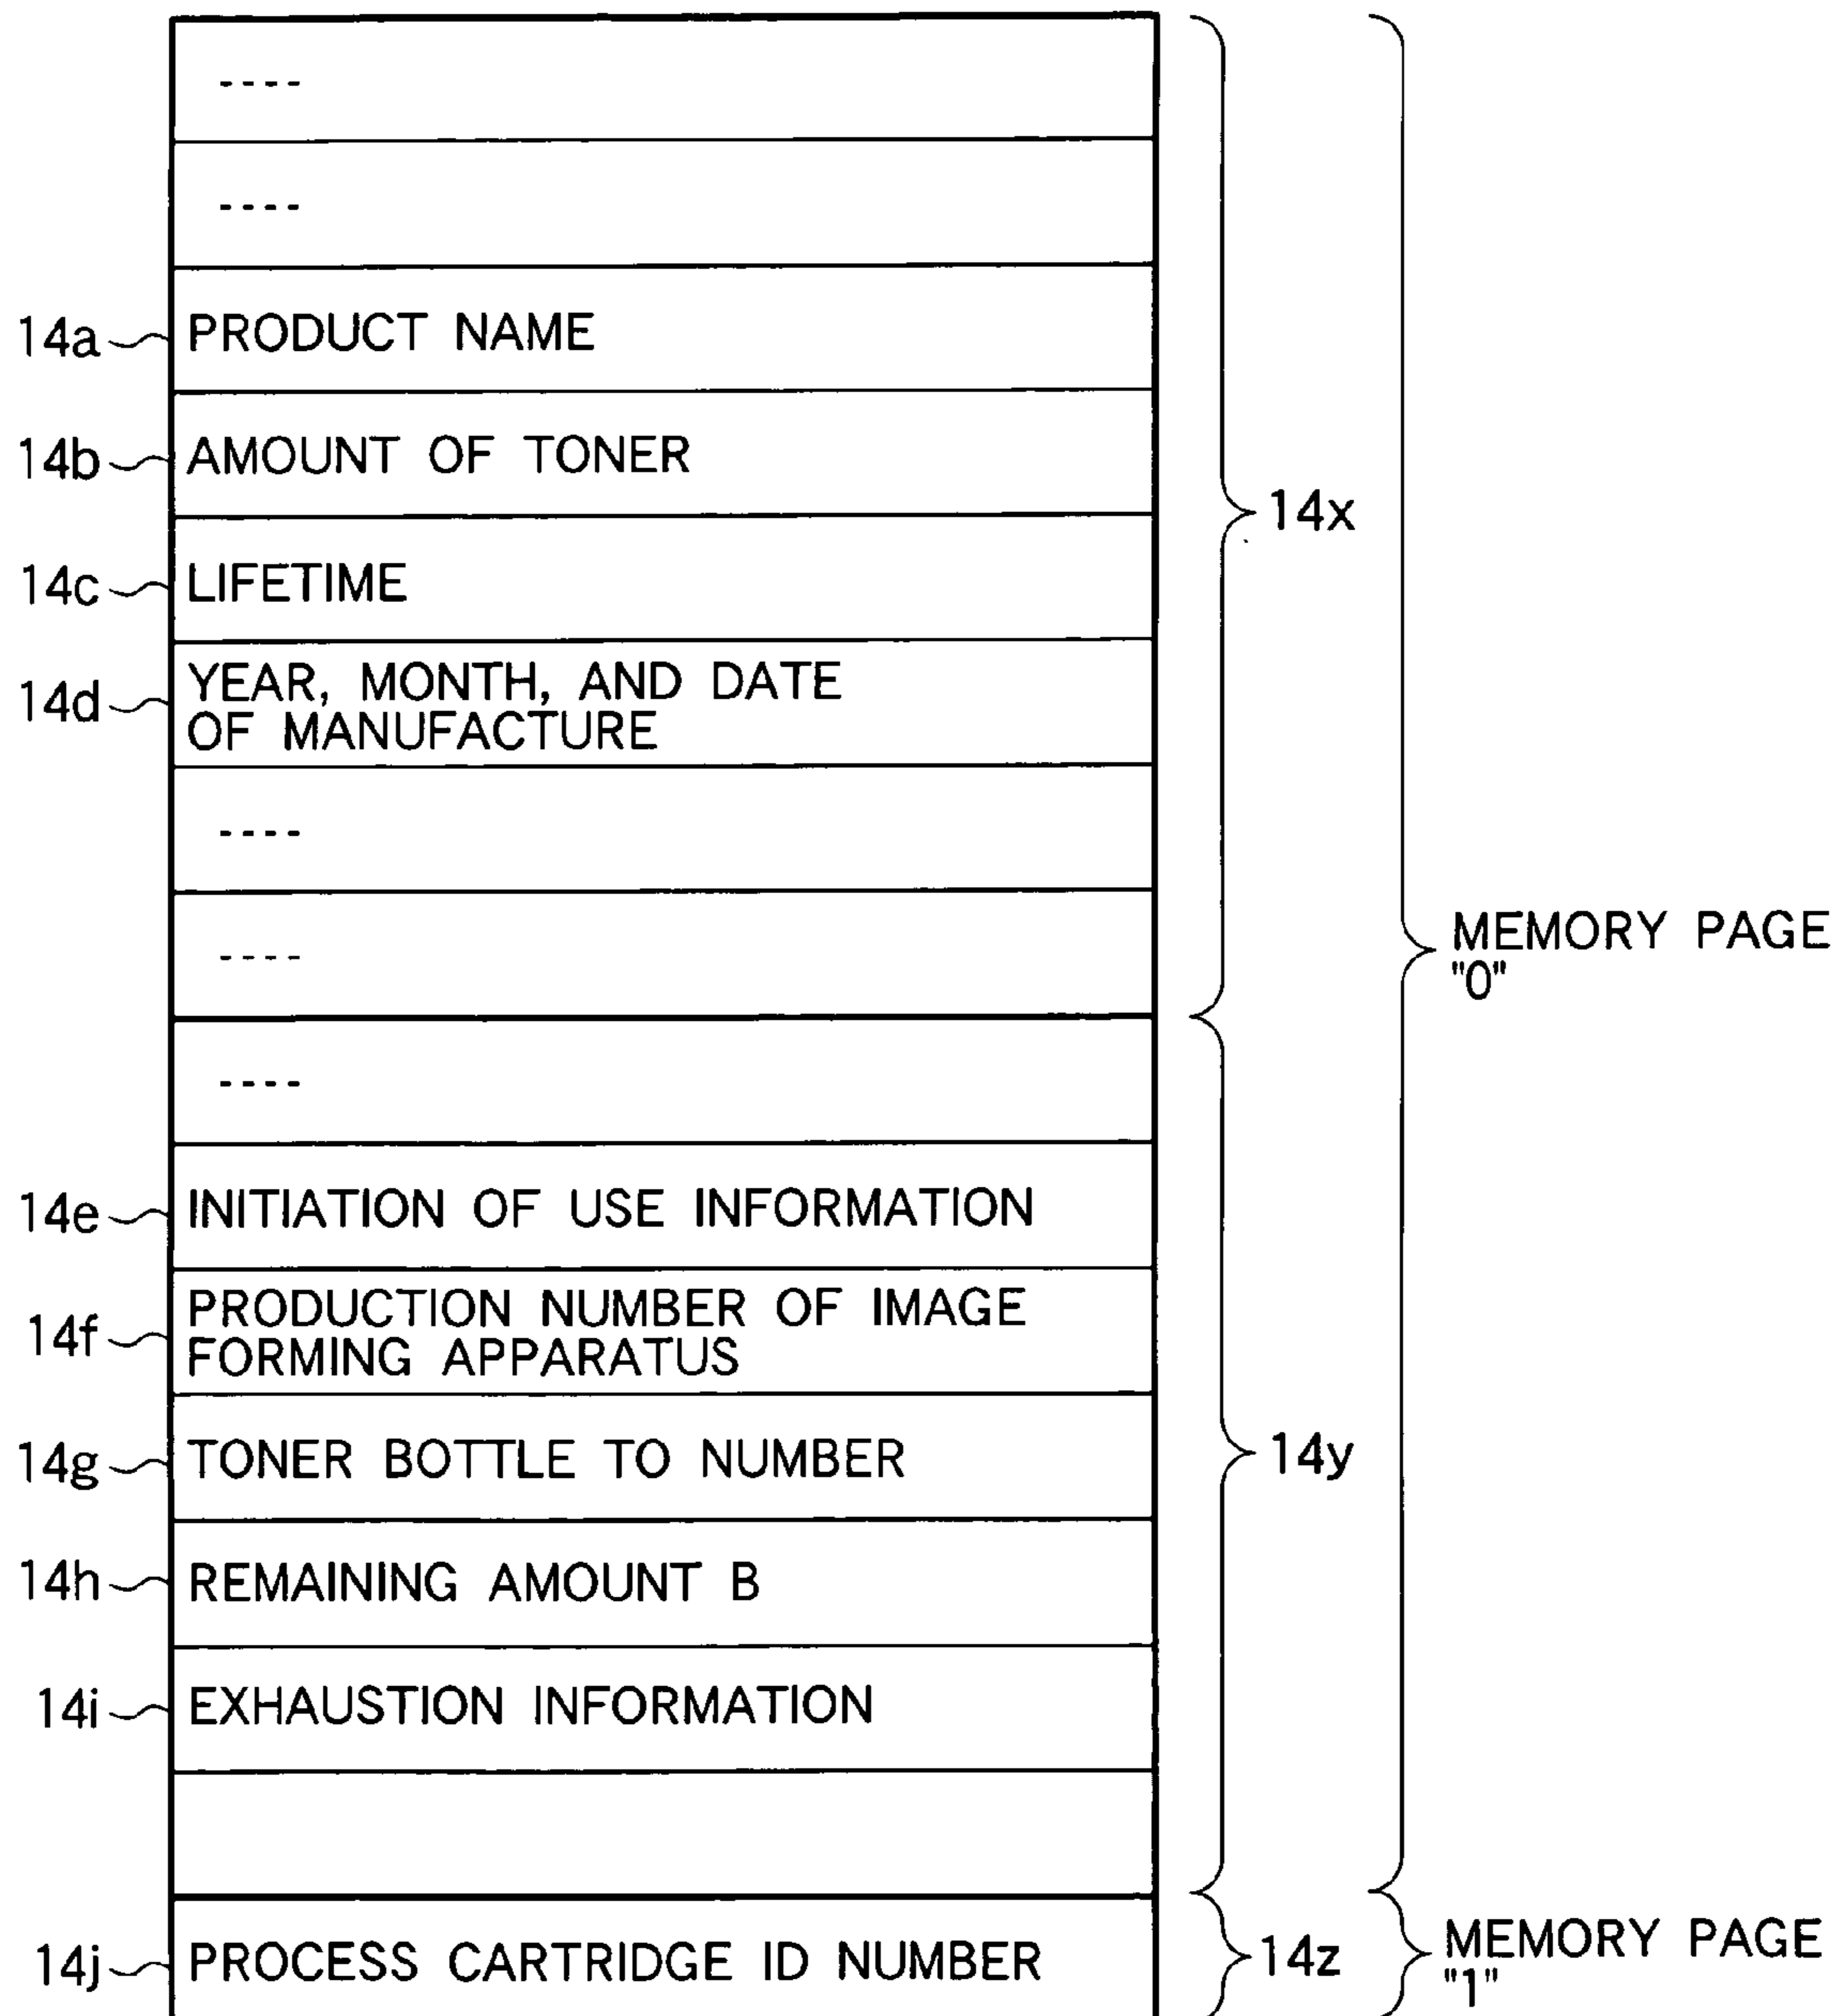 ----
----
14a PRODUCT NAME
14b AMOUNT OF TONER
14x
14c LIFETIME
14d YEAR, MONTH, AND DATE
OF MANUFACTURE
----
----
MEMORY PAGE
"0"
----
14e INITIATION OF USE INFORMATION
14f PRODUCTION NUMBER OF IMAGE
FORMING APPARATUS
14g TONER BOTTLE TO NUMBER
14y
14h REMAINING AMOUNT B
14i EXHAUSTION INFORMATION
14j PROCESS CARTRIDGE ID NUMBER
14z
MEMORY PAGE
"1"